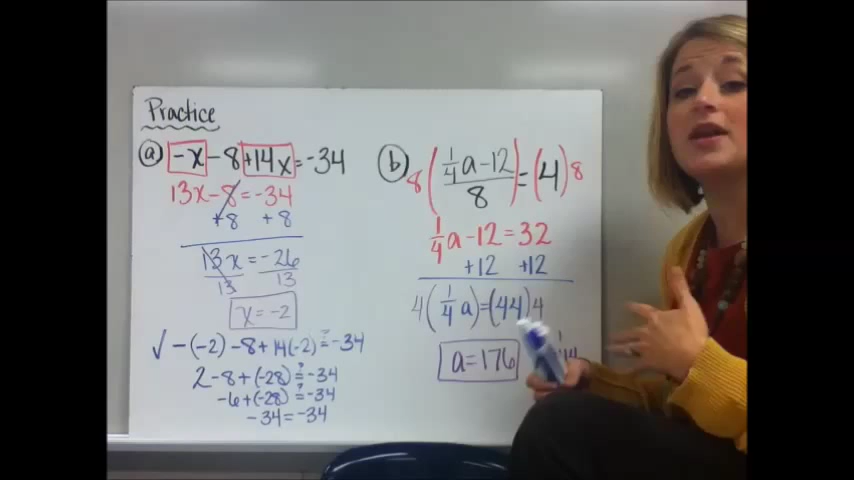 Practice
ⓐ -x - 8 + 14x = -34
13x - 8 = -34
+8 +8
13x = -26
13 13
x = -2
✓ -(-2) - 8 + 14(-2) ≟ -34
2 - 8 + (-28) ≟ -34
-6 + (-28) ≟ -34
-34 = -34
ⓑ 8 ( (1/4 a - 12) / 8 ) = (4) 8
1/4 a - 12 = 32
+12 +12
4 ( 1/4 a ) = (44) 4
a = 176